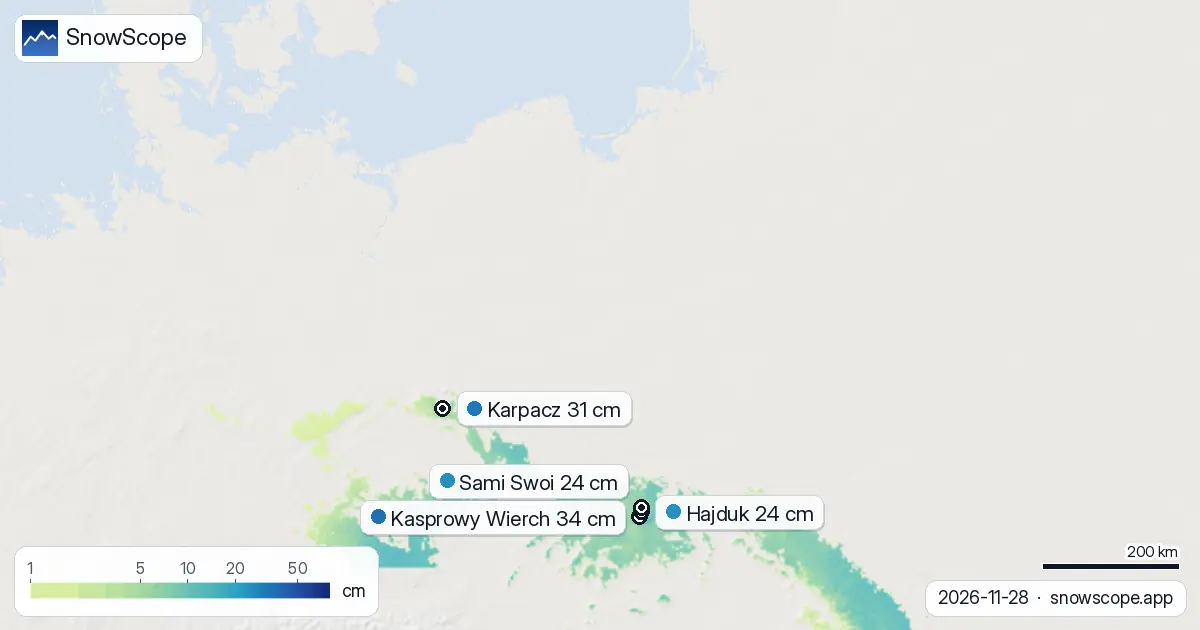 SnowScope
Karpacz 31 cm
Sami Swoi 24 cm
Kasprowy Wierch 34 cm
Hajduk 24 cm
1 5 10 20 50 cm
200 km
2026-11-28 · snowscope.app